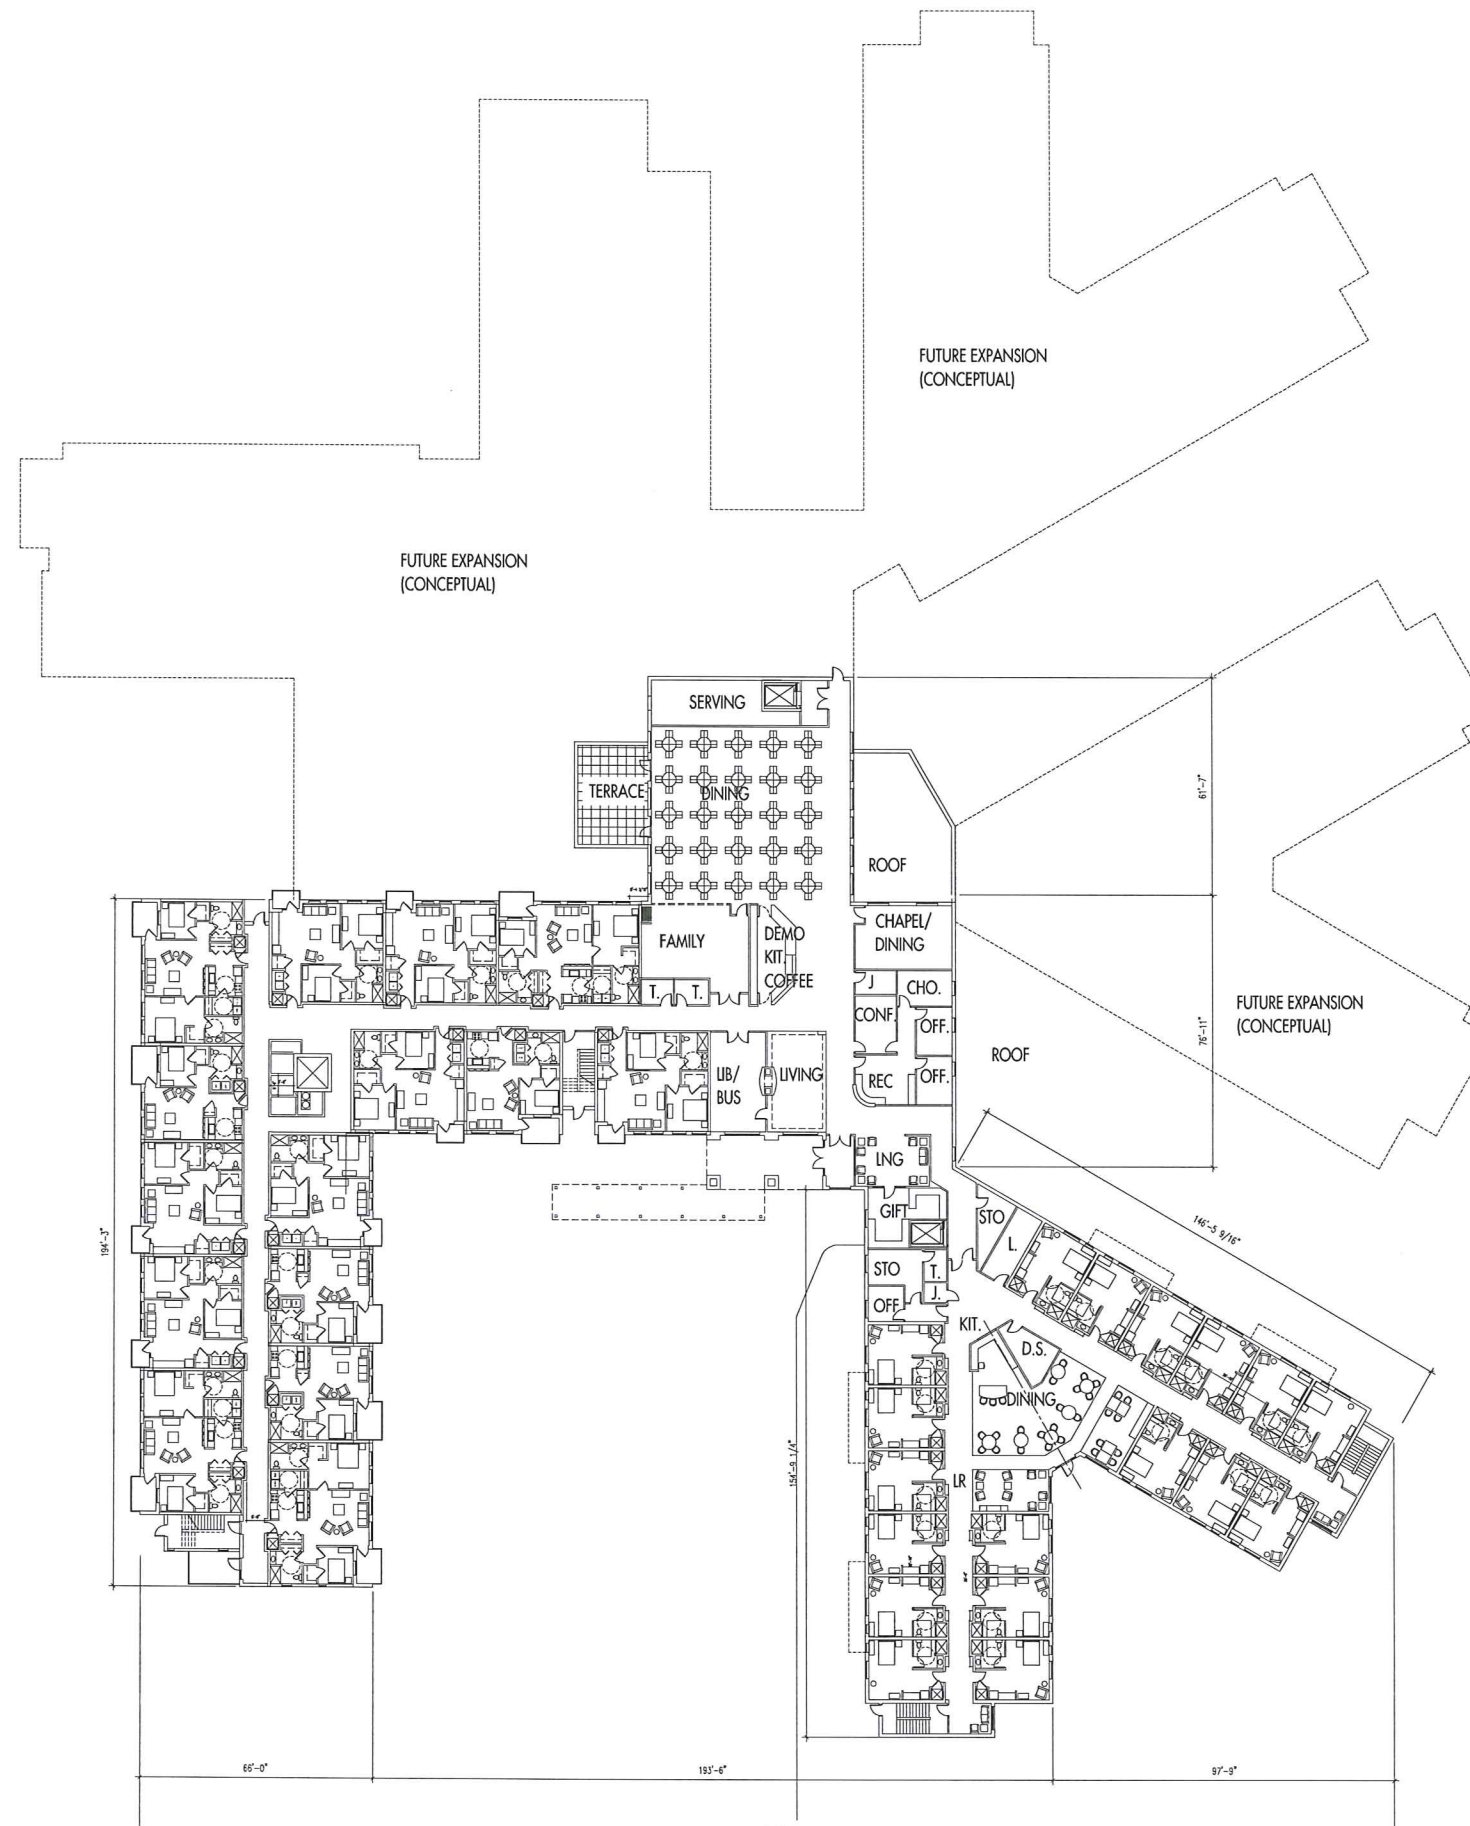 FUTURE EXPANSION
(CONCEPTUAL)
FUTURE EXPANSION
(CONCEPTUAL)
SERVING
TERRACE
DINING
61'-7"
ROOF
FAMILY
DEMO
KIT.
COFFEE
CHAPEL/
DINING
T.
T.
J
CHO.
CONF.
OFF.
FUTURE EXPANSION
(CONCEPTUAL)
76'-11"
ROOF
LIB/
BUS
LIVING
REC
OFF.
LNG
GIFT
STO
L.
146'-5 9/16"
194'-3"
STO
T.
J.
OFF
KIT.
D.S.
DINING
154'-9 1/4"
LR
66'-0"
193'-6"
97'-9"